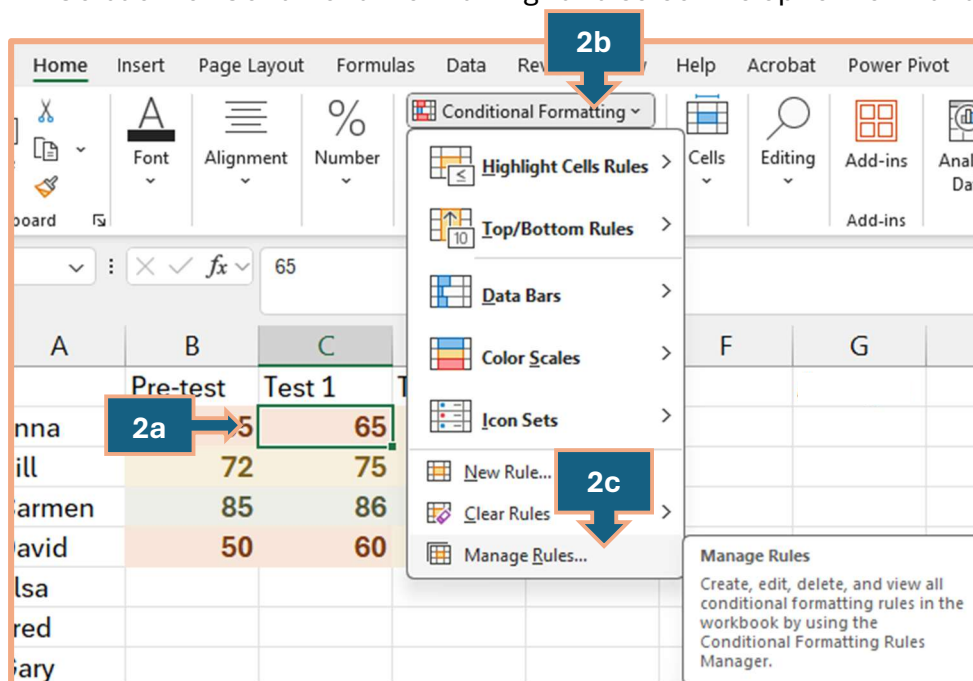 2b
Home Insert Page Layout Formulas Data Help Acrobat Power Pivot
Conditional Formatting
Font Alignment Number Cells Editing Add-ins
Add-ins
Highlight Cells Rules
Top/Bottom Rules
10
Data Bars
Color Scales
Icon Sets
New Rule...
Clear Rules
2c
Manage Rules...
fx 65
A B C F G
Pre-test Test 1
2a 65
72 75
85 86
50 60
Manage Rules
Create, edit, delete, and view all
conditional formatting rules in the
workbook by using the
Conditional Formatting Rules
Manager.